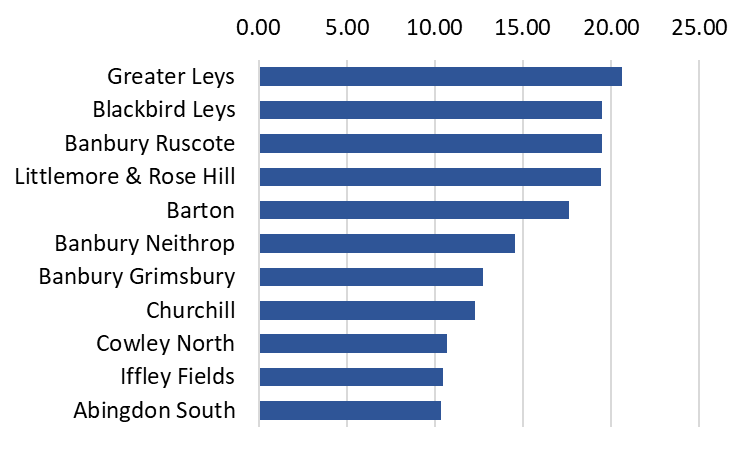 0.00 5.00 10.00 15.00 20.00 25.00
Greater Leys
Blackbird Leys
Banbury Ruscote
Littlemore & Rose Hill
Barton
Banbury Neithrop
Banbury Grimsbury
Churchill
Cowley North
Iffley Fields
Abingdon South